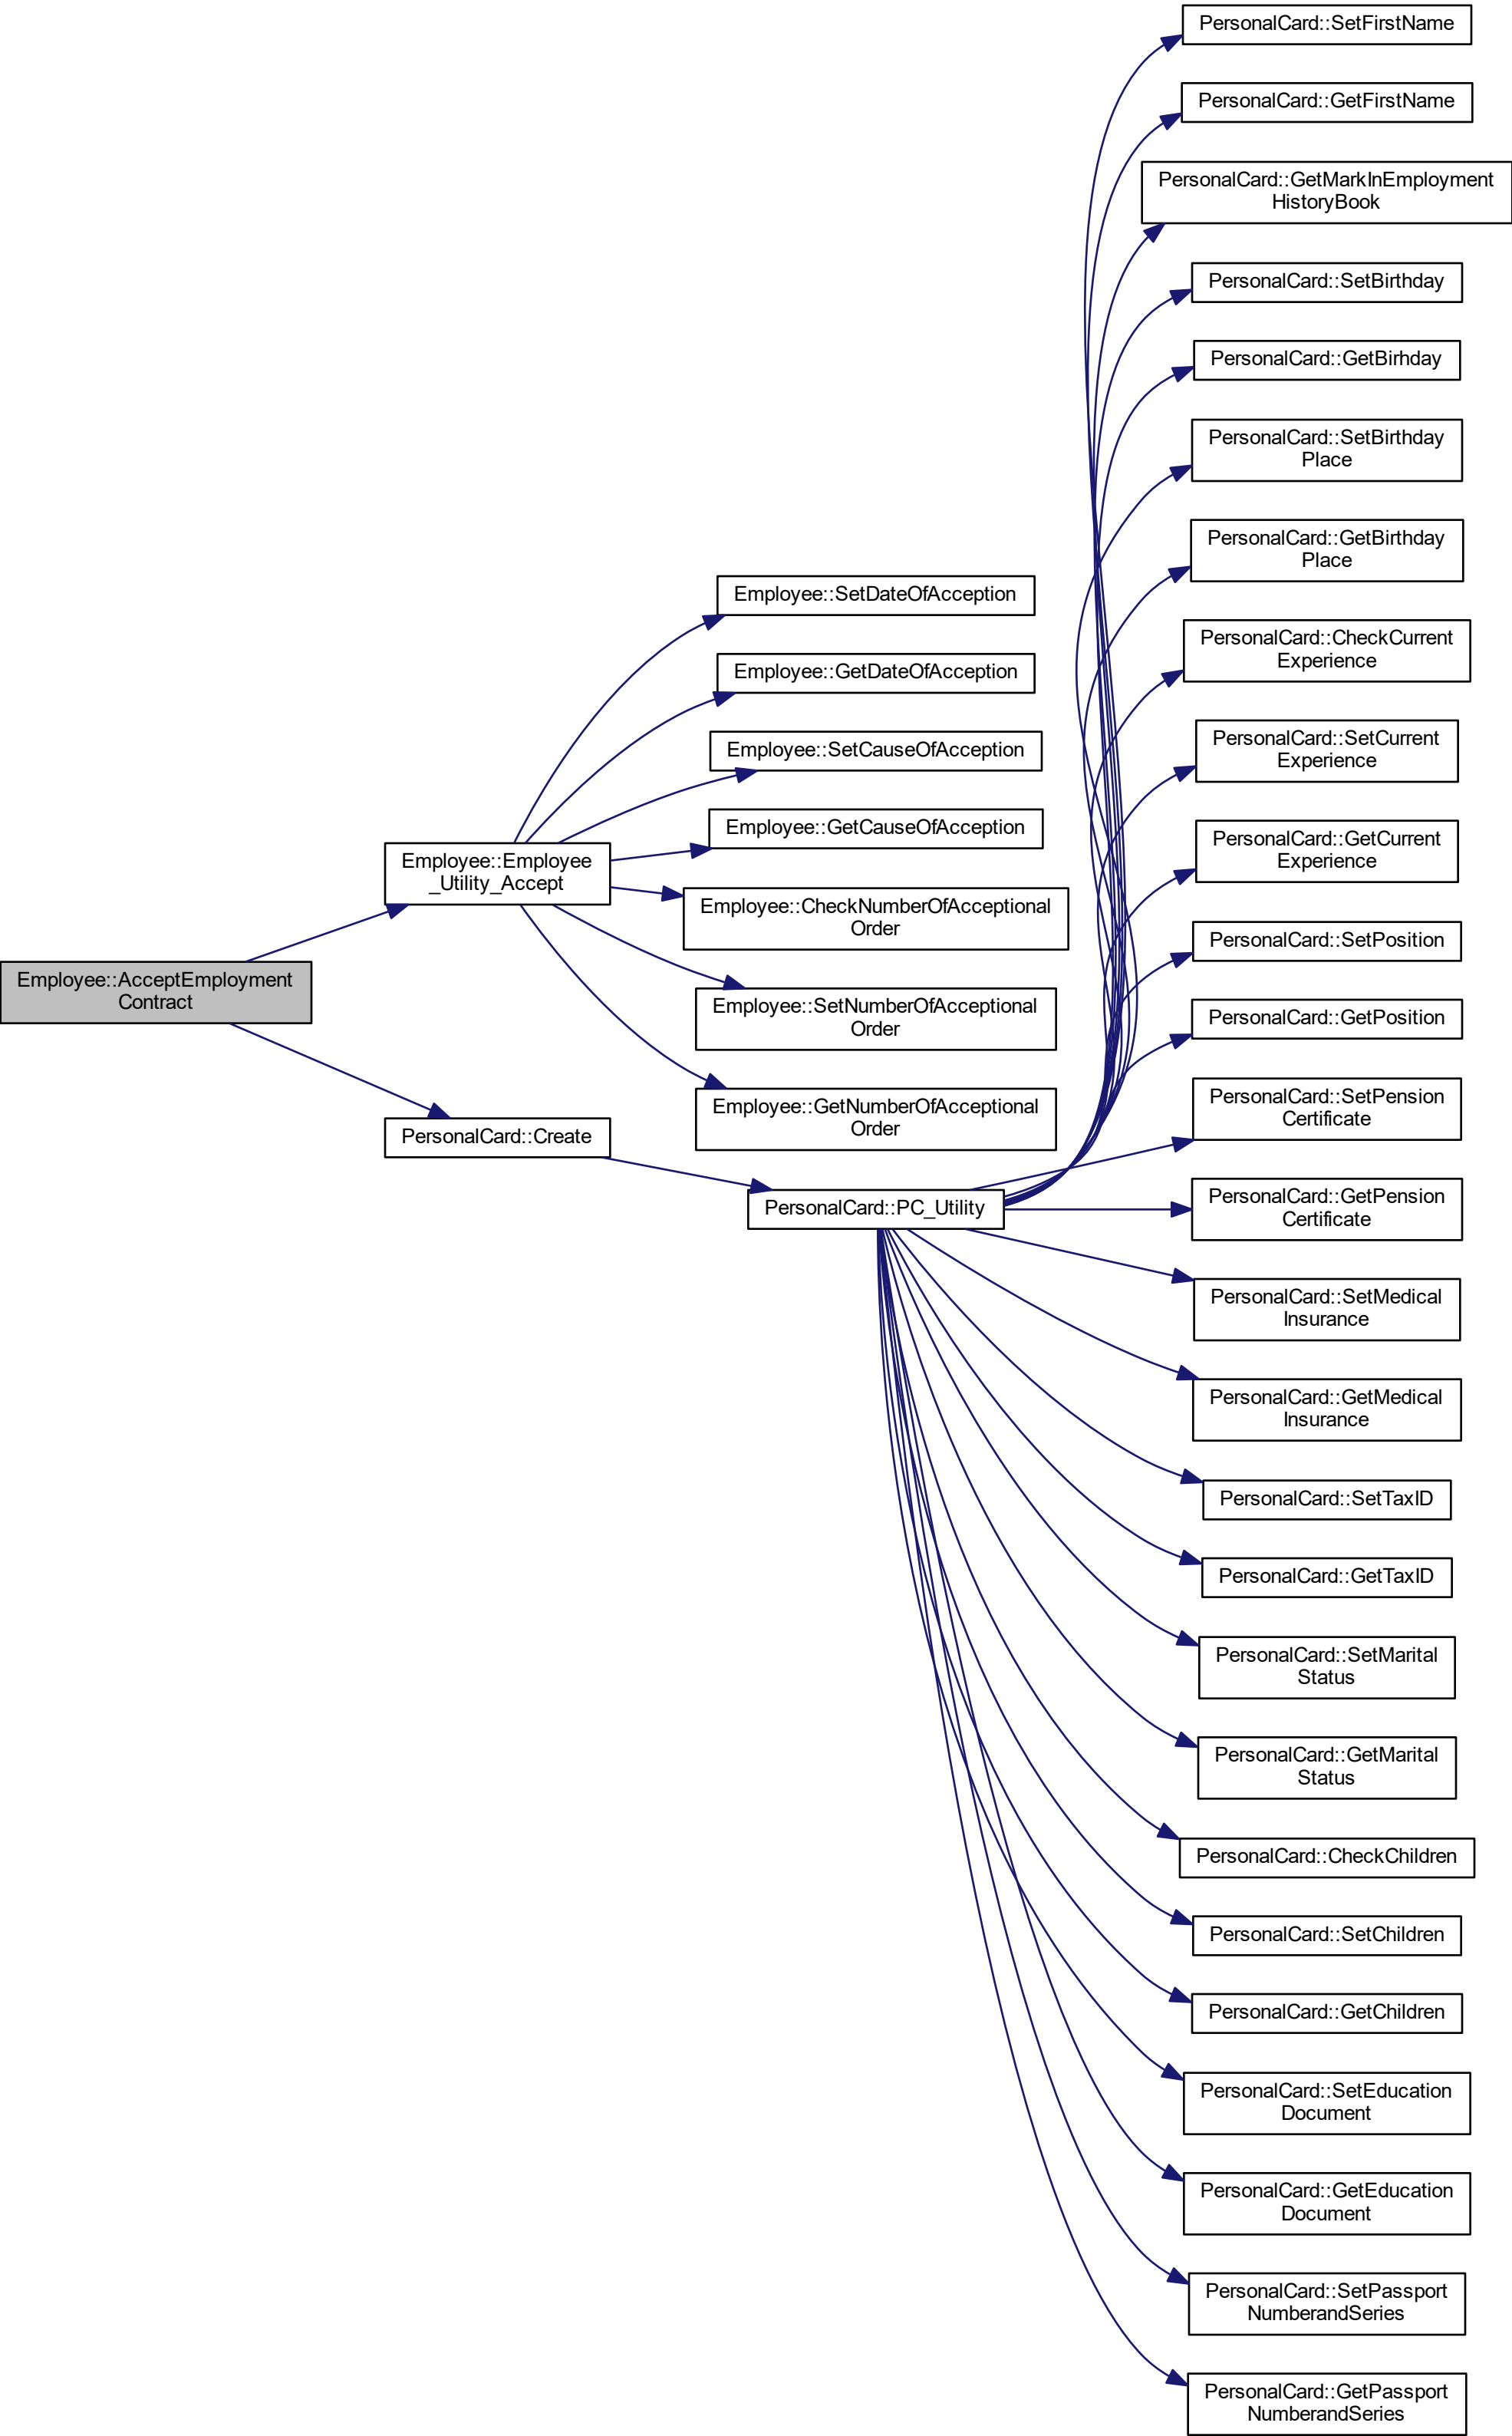 Employee::AcceptEmployment
Contract
Employee::Employee
_Utility_Accept
PersonalCard::Create
Employee::SetDateOfAcception
Employee::GetDateOfAcception
Employee::SetCauseOfAcception
Employee::GetCauseOfAcception
Employee::CheckNumberOfAcceptional
Order
Employee::SetNumberOfAcceptional
Order
Employee::GetNumberOfAcceptional
Order
PersonalCard::PC_Utility
PersonalCard::SetFirstName
PersonalCard::GetFirstName
PersonalCard::GetMarkInEmployment
HistoryBook
PersonalCard::SetBirthday
PersonalCard::GetBirhday
PersonalCard::SetBirthday
Place
PersonalCard::GetBirthday
Place
PersonalCard::CheckCurrent
Experience
PersonalCard::SetCurrent
Experience
PersonalCard::GetCurrent
Experience
PersonalCard::SetPosition
PersonalCard::GetPosition
PersonalCard::SetPension
Certificate
PersonalCard::GetPension
Certificate
PersonalCard::SetMedical
Insurance
PersonalCard::GetMedical
Insurance
PersonalCard::SetTaxID
PersonalCard::GetTaxID
PersonalCard::SetMarital
Status
PersonalCard::GetMarital
Status
PersonalCard::CheckChildren
PersonalCard::SetChildren
PersonalCard::GetChildren
PersonalCard::SetEducation
Document
PersonalCard::GetEducation
Document
PersonalCard::SetPassport
NumberandSeries
PersonalCard::GetPassport
NumberandSeries